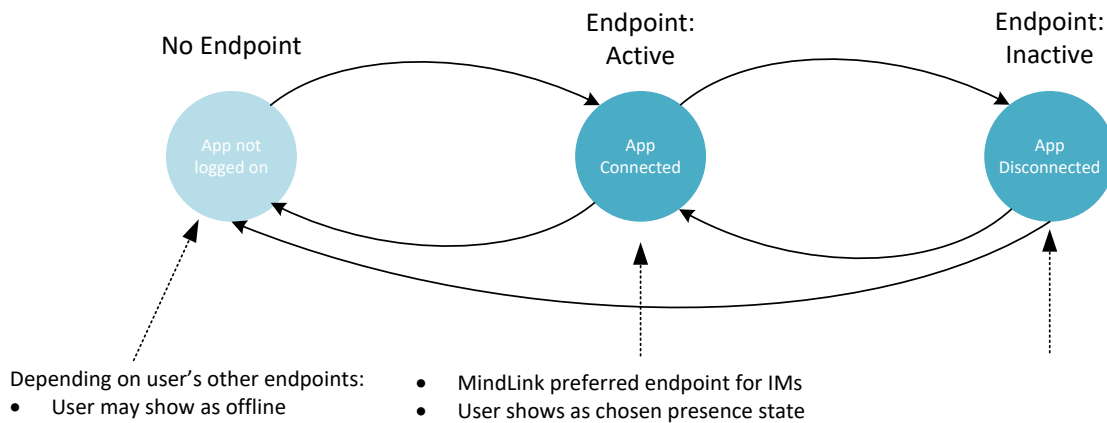 No Endpoint
Endpoint:
Active
Endpoint:
Inactive
App not
logged on
App
Connected
App
Disconnected
Depending on user's other endpoints:
• User may show as offline
• MindLink preferred endpoint for IMs
• User shows as chosen presence state